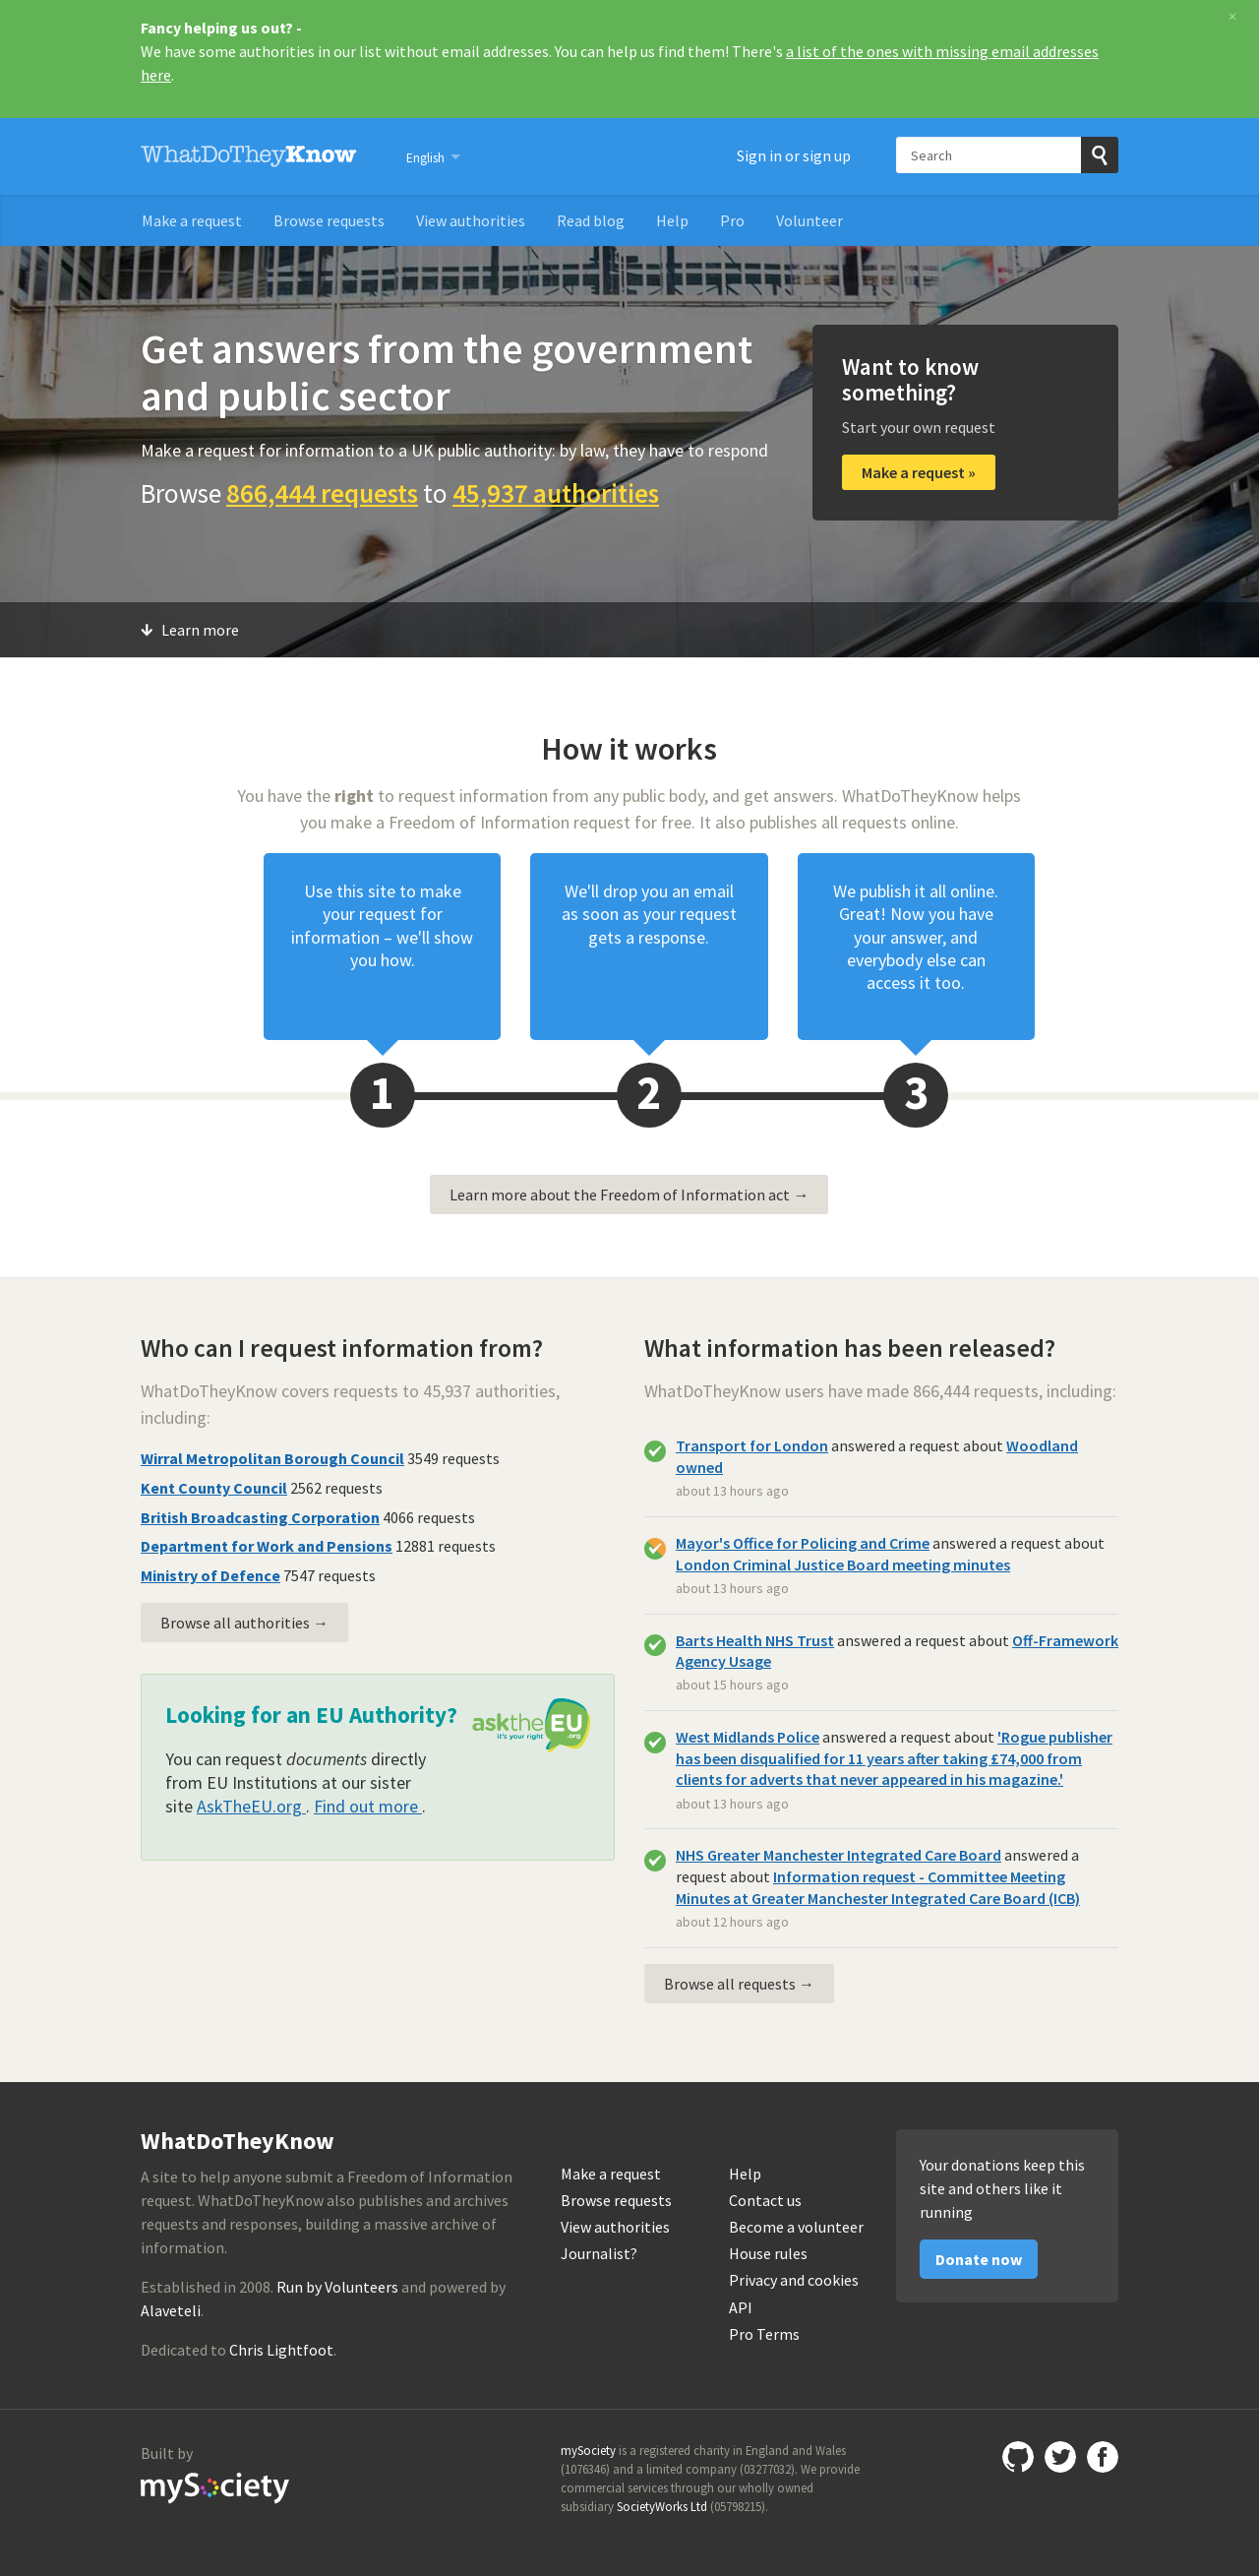 Fancy helping us out? -
We have some authorities in our list without email addresses. You can help us find them! There's a list of the ones with missing email addresses
here.
×
WhatDoTheyKnow
English
Sign in or sign up
Search
Make a request
Browse requests
View authorities
Read blog
Help
Pro
Volunteer
Get answers from the government
and public sector
Make a request for information to a UK public authority: by law, they have to respond
Browse 866,444 requests to 45,937 authorities
Want to know
something?
Start your own request
Make a request »
Learn more
How it works
You have the right to request information from any public body, and get answers. WhatDoTheyKnow helps
you make a Freedom of Information request for free. It also publishes all requests online.
Use this site to make
your request for
information – we'll show
you how.
We'll drop you an email
as soon as your request
gets a response.
We publish it all online.
Great! Now you have
your answer, and
everybody else can
access it too.
1
2
3
Learn more about the Freedom of Information act →
Who can I request information from?
WhatDoTheyKnow covers requests to 45,937 authorities,
including:
Wirral Metropolitan Borough Council 3549 requests
Kent County Council 2562 requests
British Broadcasting Corporation 4066 requests
Department for Work and Pensions 12881 requests
Ministry of Defence 7547 requests
Browse all authorities →
Looking for an EU Authority?
asktheEU.org
it's your right
You can request documents directly
from EU Institutions at our sister
site AskTheEU.org . Find out more .
What information has been released?
WhatDoTheyKnow users have made 866,444 requests, including:
Transport for London answered a request about Woodland
owned
about 13 hours ago
Mayor's Office for Policing and Crime answered a request about
London Criminal Justice Board meeting minutes
about 13 hours ago
Barts Health NHS Trust answered a request about Off-Framework
Agency Usage
about 15 hours ago
West Midlands Police answered a request about 'Rogue publisher
has been disqualified for 11 years after taking £74,000 from
clients for adverts that never appeared in his magazine.'
about 13 hours ago
NHS Greater Manchester Integrated Care Board answered a
request about Information request - Committee Meeting
Minutes at Greater Manchester Integrated Care Board (ICB)
about 12 hours ago
Browse all requests →
WhatDoTheyKnow
A site to help anyone submit a Freedom of Information
request. WhatDoTheyKnow also publishes and archives
requests and responses, building a massive archive of
information.
Established in 2008. Run by Volunteers and powered by
Alaveteli.
Dedicated to Chris Lightfoot.
Make a request
Browse requests
View authorities
Journalist?
Help
Contact us
Become a volunteer
House rules
Privacy and cookies
API
Pro Terms
Your donations keep this
site and others like it
running
Donate now
Built by
mySociety
mySociety is a registered charity in England and Wales
(1076346) and a limited company (03277032). We provide
commercial services through our wholly owned
subsidiary SocietyWorks Ltd (05798215).